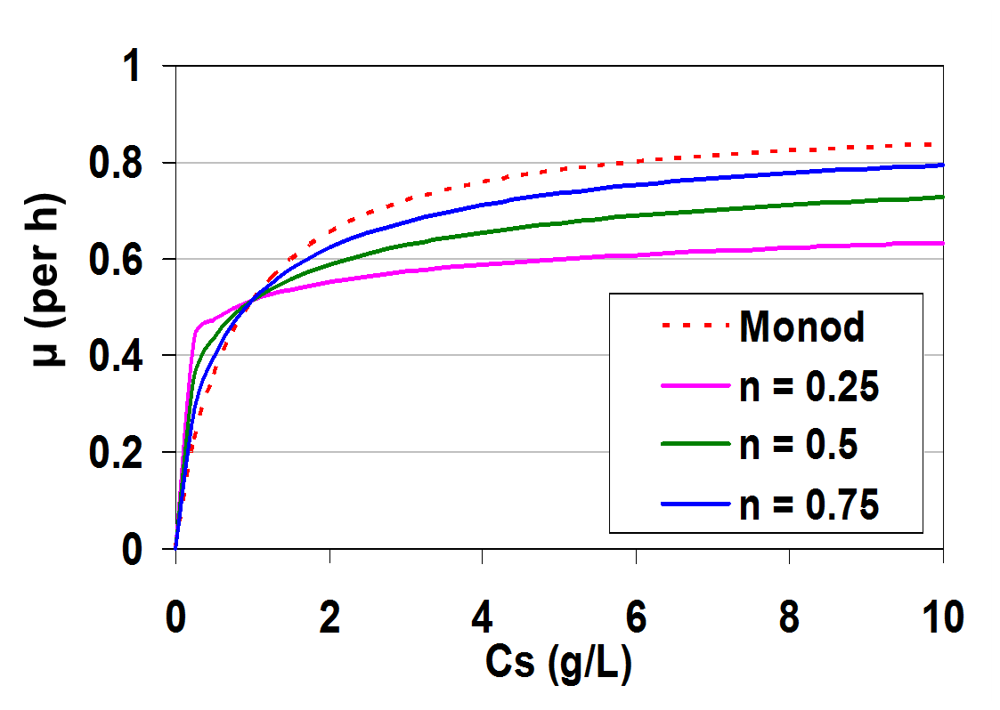 1
0.8
0.6
0.4
0.2
0
μ (per h)
Monod
n = 0.25
n = 0.5
n = 0.75
0 2 4 6 8 10
Cs (g/L)